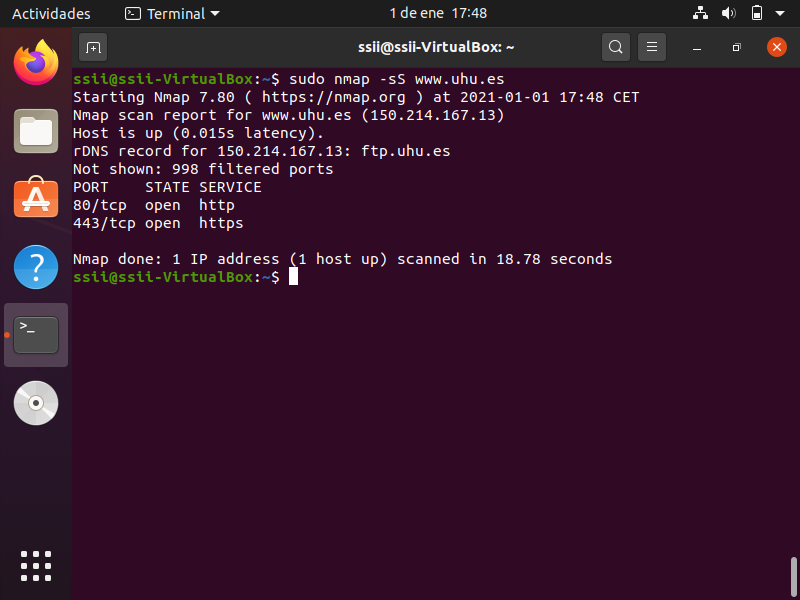 Actividades
Terminal
1 de ene 17:48
ssii@ssii-VirtualBox: ~
ssii@ssii-VirtualBox:~$ sudo nmap -sS www.uhu.es
Starting Nmap 7.80 ( https://nmap.org ) at 2021-01-01 17:48 CET
Nmap scan report for www.uhu.es (150.214.167.13)
Host is up (0.015s latency).
rDNS record for 150.214.167.13: ftp.uhu.es
Not shown: 998 filtered ports
PORT    STATE SERVICE
80/tcp  open  http
443/tcp open  https
Nmap done: 1 IP address (1 host up) scanned in 18.78 seconds
ssii@ssii-VirtualBox:~$